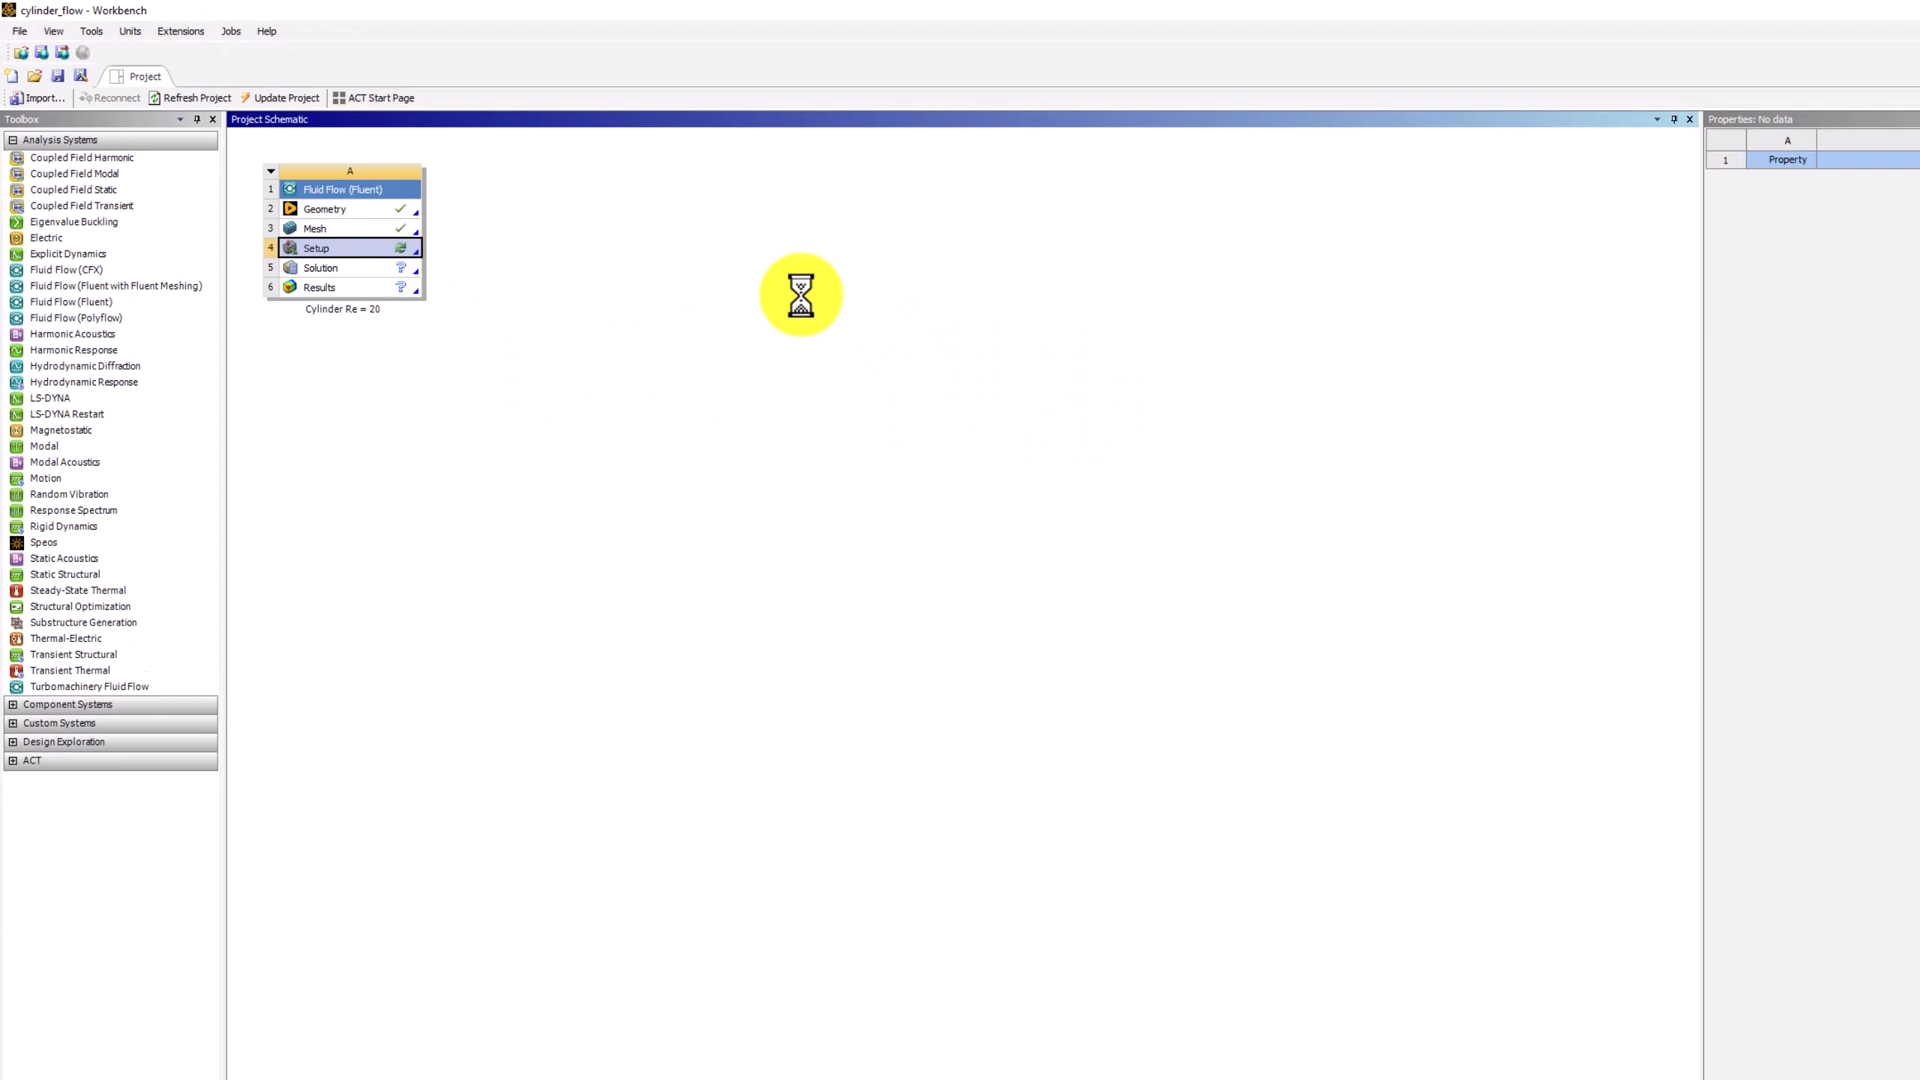 cylinder_flow - Workbench
File View Tools Units Extensions Jobs Help
Project
Import... Reconnect Refresh Project Update Project ACT Start Page
Toolbox
Analysis Systems
Coupled Field Harmonic
Coupled Field Modal
Coupled Field Static
Coupled Field Transient
Eigenvalue Buckling
Electric
Explicit Dynamics
Fluid Flow (CFX)
Fluid Flow (Fluent with Fluent Meshing)
Fluid Flow (Fluent)
Fluid Flow (Polyflow)
Harmonic Acoustics
Harmonic Response
Hydrodynamic Diffraction
Hydrodynamic Response
LS-DYNA
LS-DYNA Restart
Magnetostatic
Modal
Modal Acoustics
Motion
Random Vibration
Response Spectrum
Rigid Dynamics
Speos
Static Acoustics
Static Structural
Steady-State Thermal
Structural Optimization
Substructure Generation
Thermal-Electric
Transient Structural
Transient Thermal
Turbomachinery Fluid Flow
Component Systems
Custom Systems
Design Exploration
ACT
Project Schematic
A
1 Fluid Flow (Fluent)
2 Geometry
3 Mesh
4 Setup
5 Solution ?
6 Results ?
Cylinder Re = 20
Properties: No data
A
1 Property